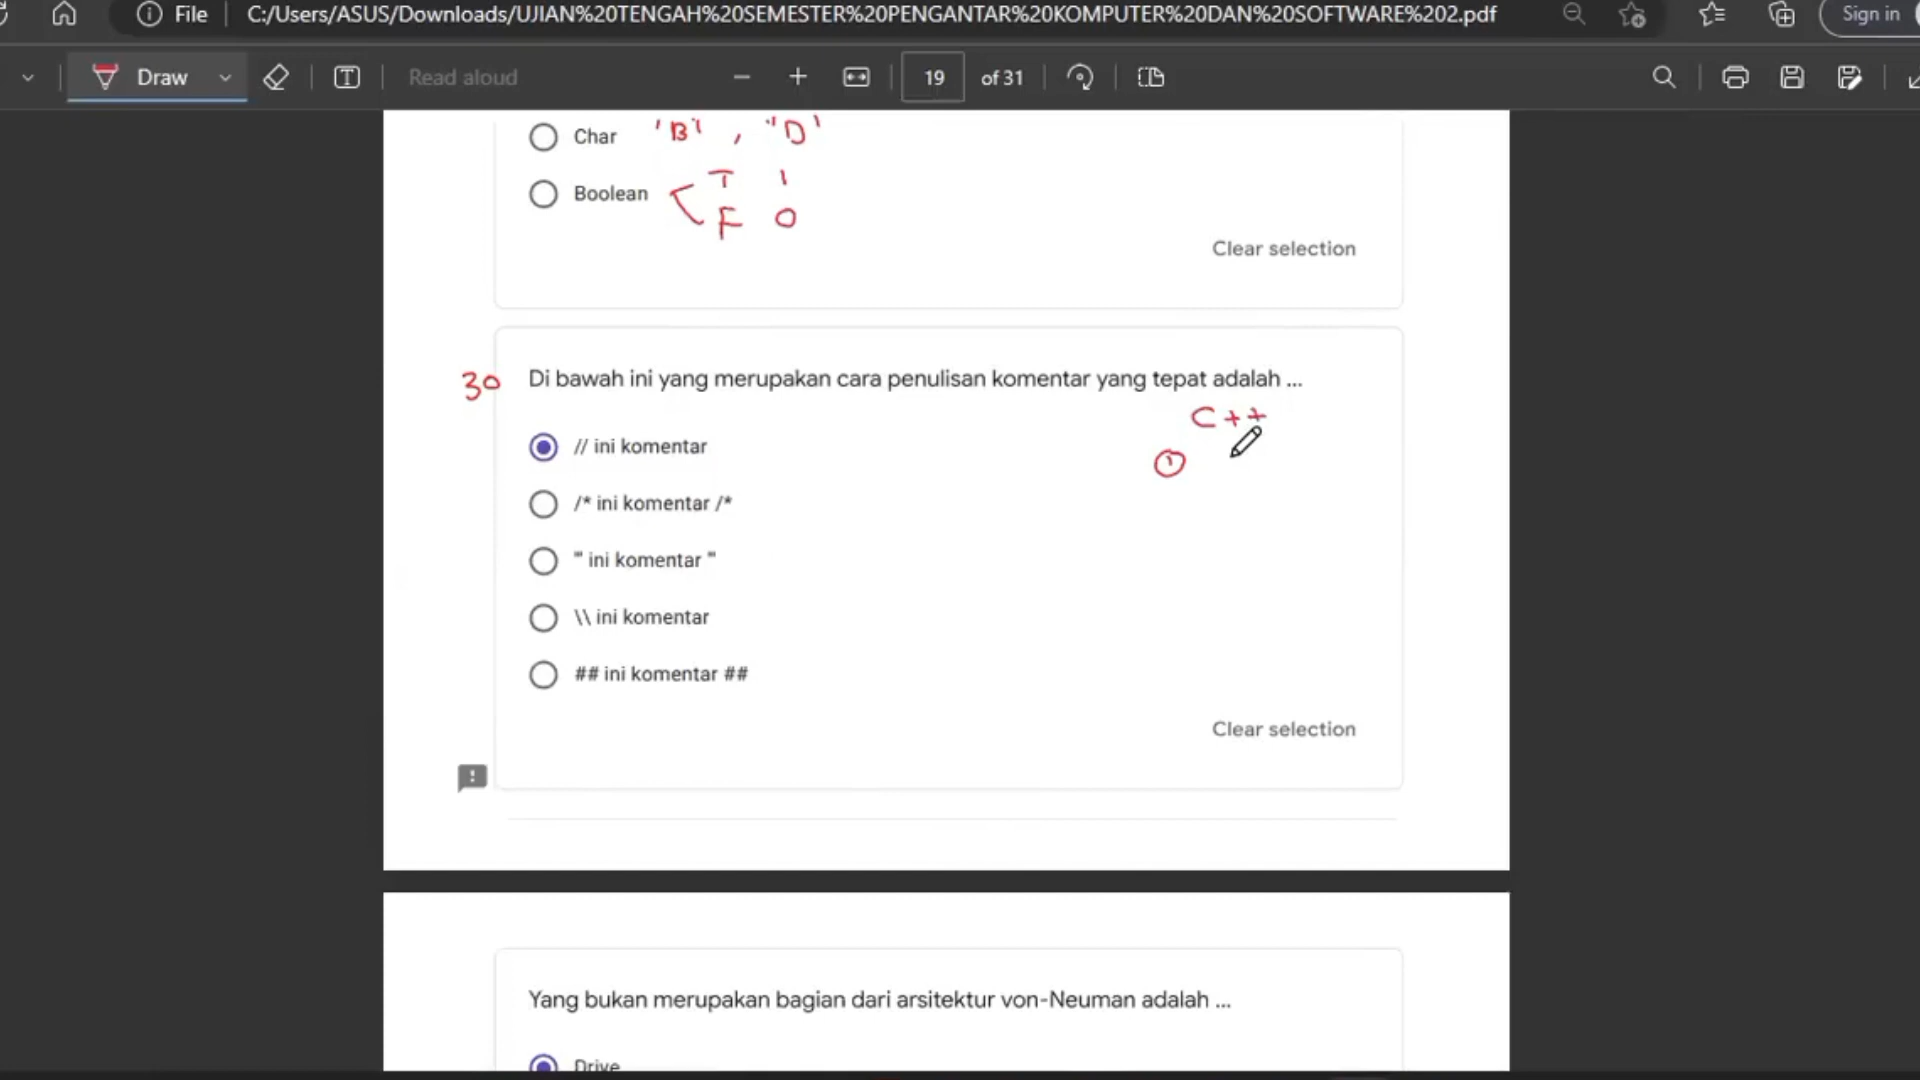 File
C:/Users/ASUS/Downloads/UJIAN%20TENGAH%20SEMESTER%20PENGANTAR%20KOMPUTER%20DAN%20SOFTWARE%202.pdf
Sign in
Draw
Read aloud
19 of 31
Char 'B' , "D'
Boolean T 1
F 0
Clear selection
30 Di bawah ini yang merupakan cara penulisan komentar yang tepat adalah ...
C++
// ini komentar
1
/* ini komentar /*
"' ini komentar "
\\ ini komentar
## ini komentar ##
Clear selection
Yang bukan merupakan bagian dari arsitektur von-Neuman adalah ...
Drive